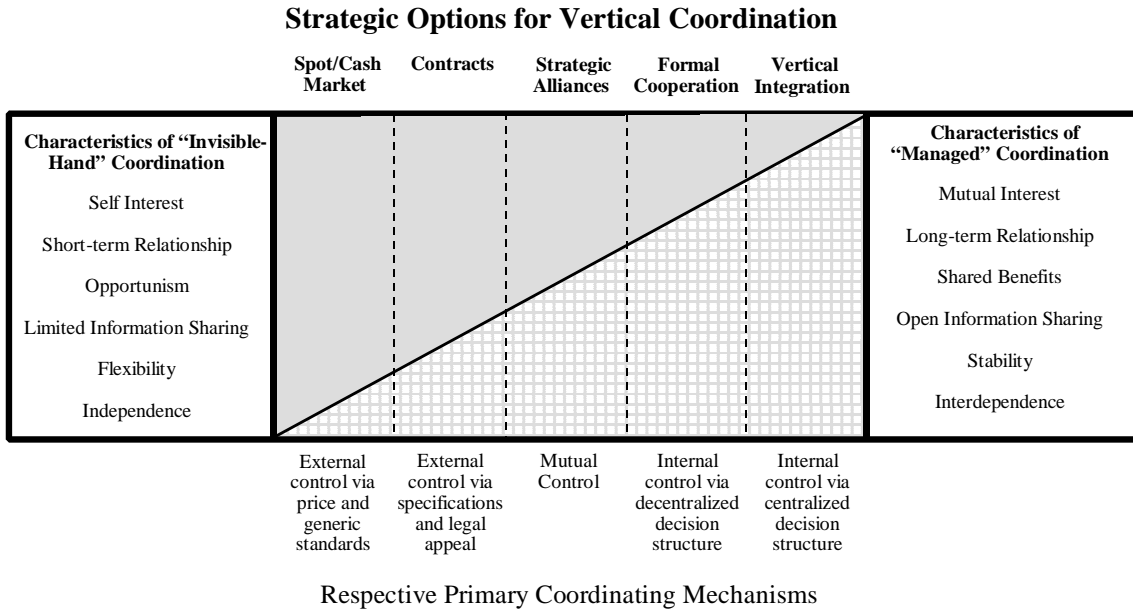 Strategic Options for Vertical Coordination
Spot/Cash
Market
Contracts
Strategic
Alliances
Formal
Cooperation
Vertical
Integration
Characteristics of “Invisible-
Hand” Coordination
Self Interest
Short-term Relationship
Opportunism
Limited Information Sharing
Flexibility
Independence
Characteristics of
“Managed” Coordination
Mutual Interest
Long-term Relationship
Shared Benefits
Open Information Sharing
Stability
Interdependence
External
control via
price and
generic
standards
External
control via
specifications
and legal
appeal
Mutual
Control
Internal
control via
decentralized
decision
structure
Internal
control via
centralized
decision
structure
Respective Primary Coordinating Mechanisms